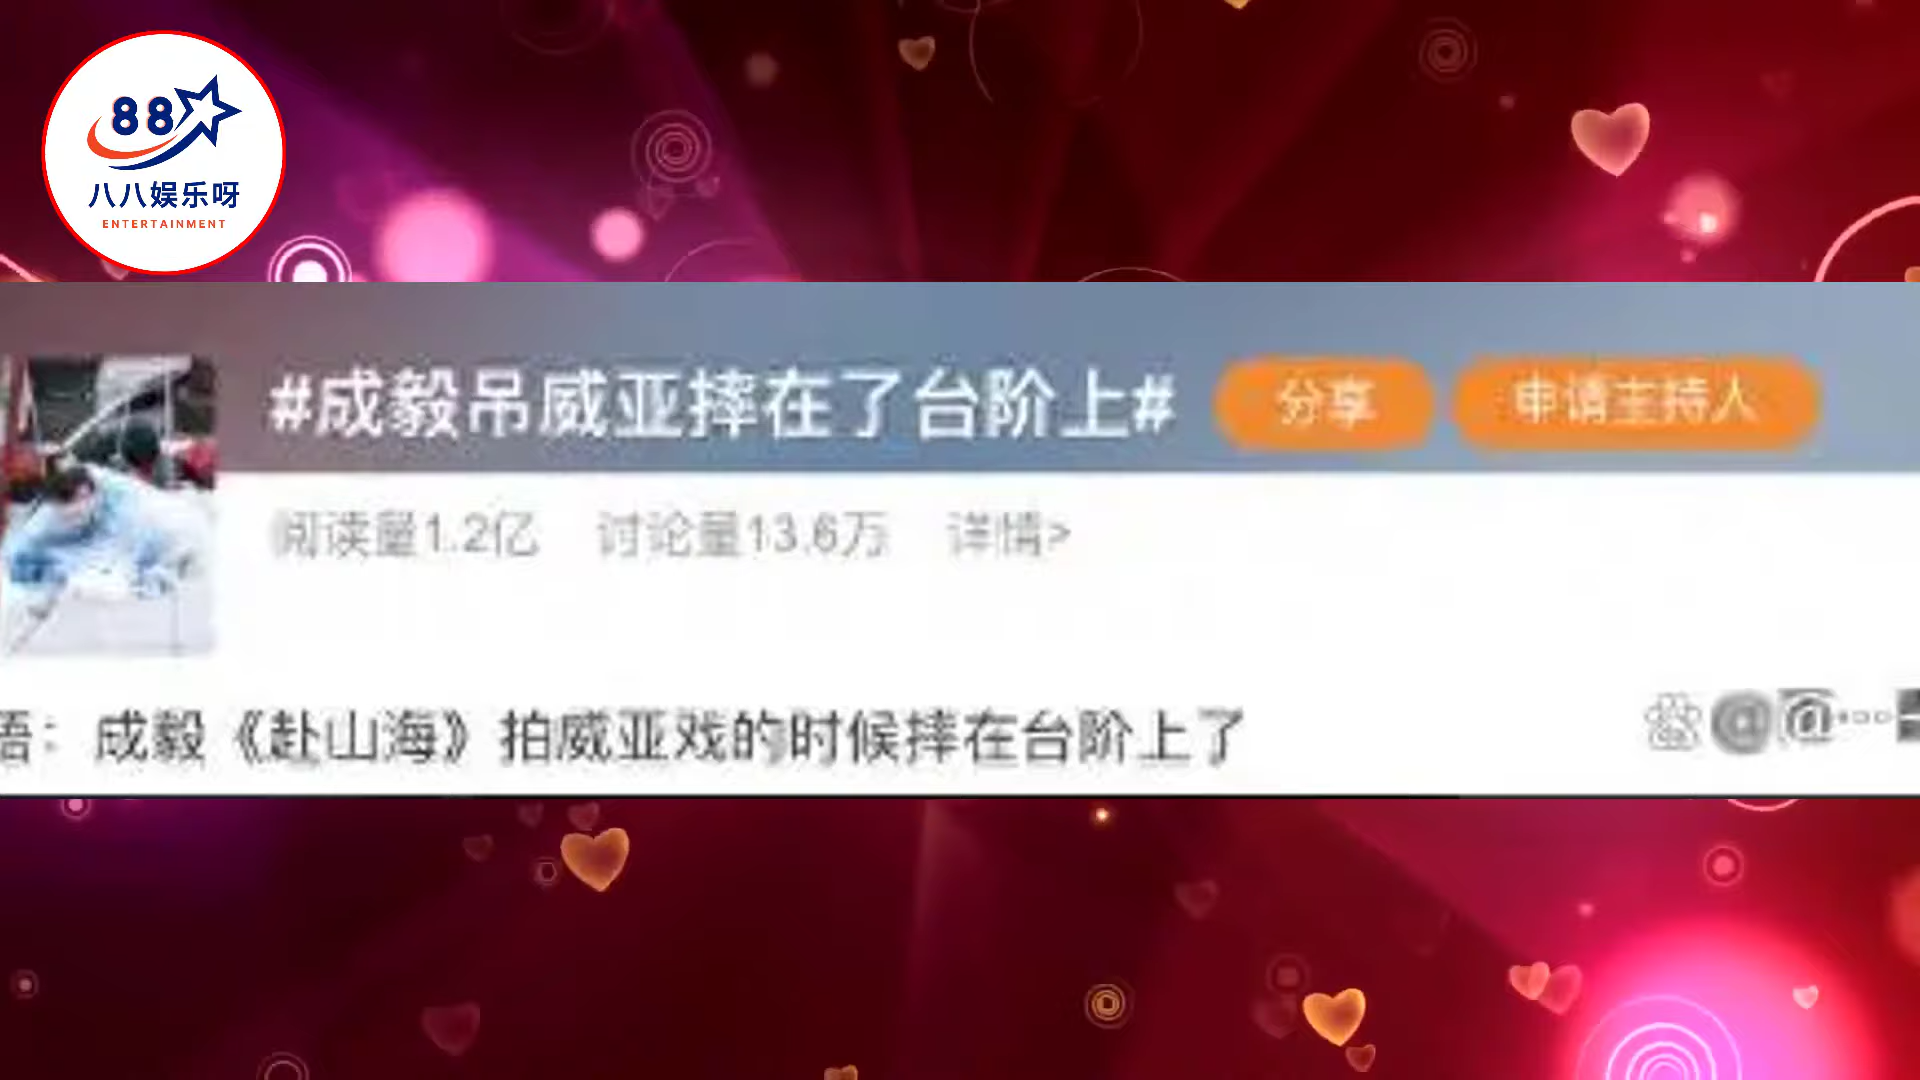 88
八八娱乐呀
ENTERTAINMENT
#成毅吊威亚摔在了台阶上# 分享 申请主持人
阅读量1.2亿 讨论量13.6万 详情>
语：成毅《赴山海》拍威亚戏的时候摔在台阶上了
@@